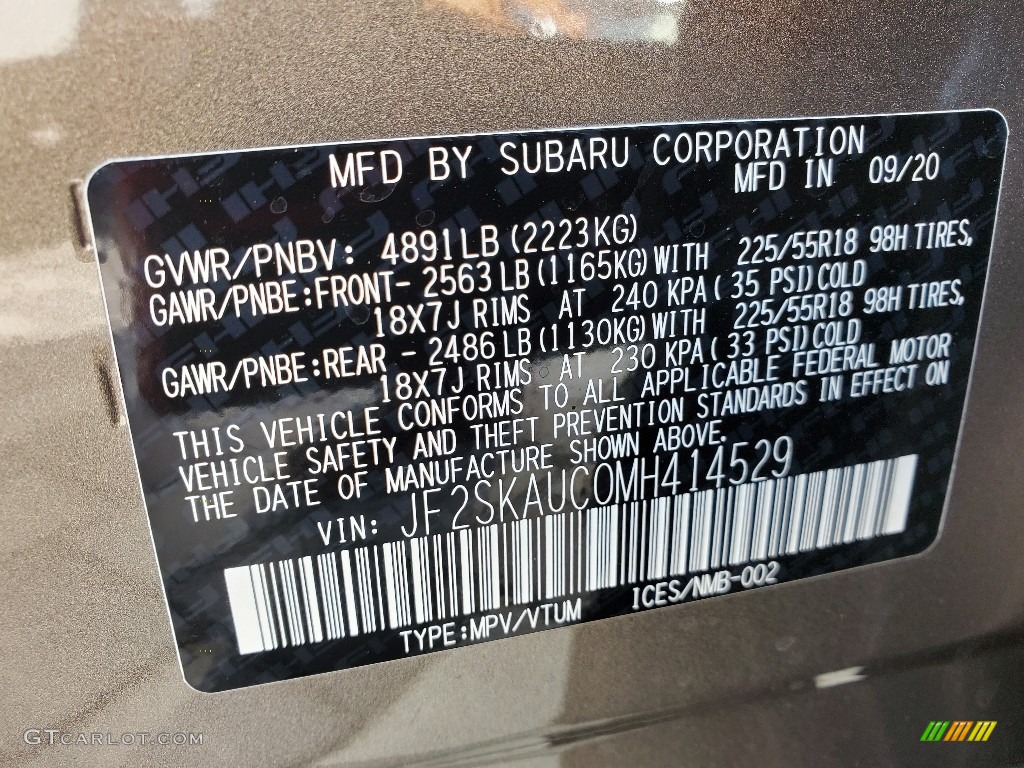 MFD BY SUBARU CORPORATION
MFD IN 09/20
GVWR/PNBV: 4891LB (2223KG)
GAWR/PNBE:FRONT- 2563 LB (1165KG) WITH 225/55R18 98H TIRES,
18X7J RIMS AT 240 KPA ( 35 PSI) COLD
GAWR/PNBE:REAR - 2486 LB (1130KG) WITH 225/55R18 98H TIRES,
18X7J RIMS AT 230 KPA ( 33 PSI) COLD
THIS VEHICLE CONFORMS TO ALL APPLICABLE FEDERAL MOTOR
VEHICLE SAFETY AND THEFT PREVENTION STANDARDS IN EFFECT ON
THE DATE OF MANUFACTURE SHOWN ABOVE.
VIN: JF2SKAUC0MH414529
TYPE:MPV/VTUM ICES/NMB-002
GTCARLOT.COM